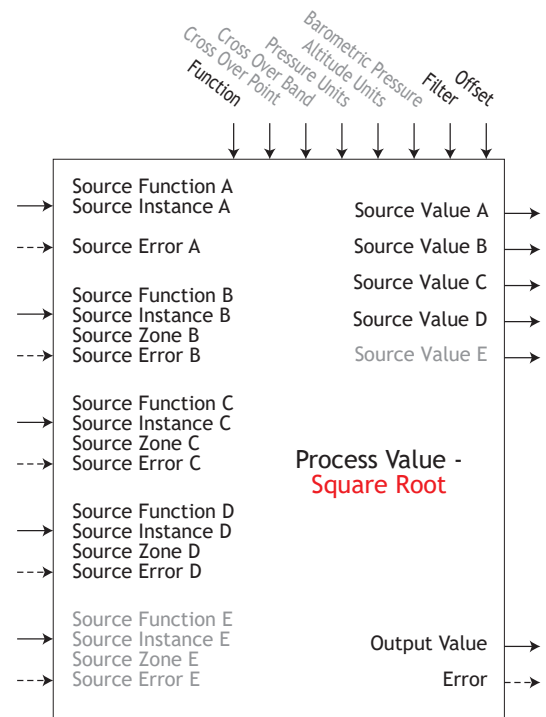 Function
Cross Over Point
Cross Over Band
Pressure Units
Altitude Units
Barometric Pressure
Filter
Offset
Source Function A
Source Instance A
Source Error A
Source Function B
Source Instance B
Source Zone B
Source Error B
Source Function C
Source Instance C
Source Zone C
Source Error C
Source Function D
Source Instance D
Source Zone D
Source Error D
Source Function E
Source Instance E
Source Zone E
Source Error E
Source Value A
Source Value B
Source Value C
Source Value D
Source Value E
Process Value -
Square Root
Output Value
Error